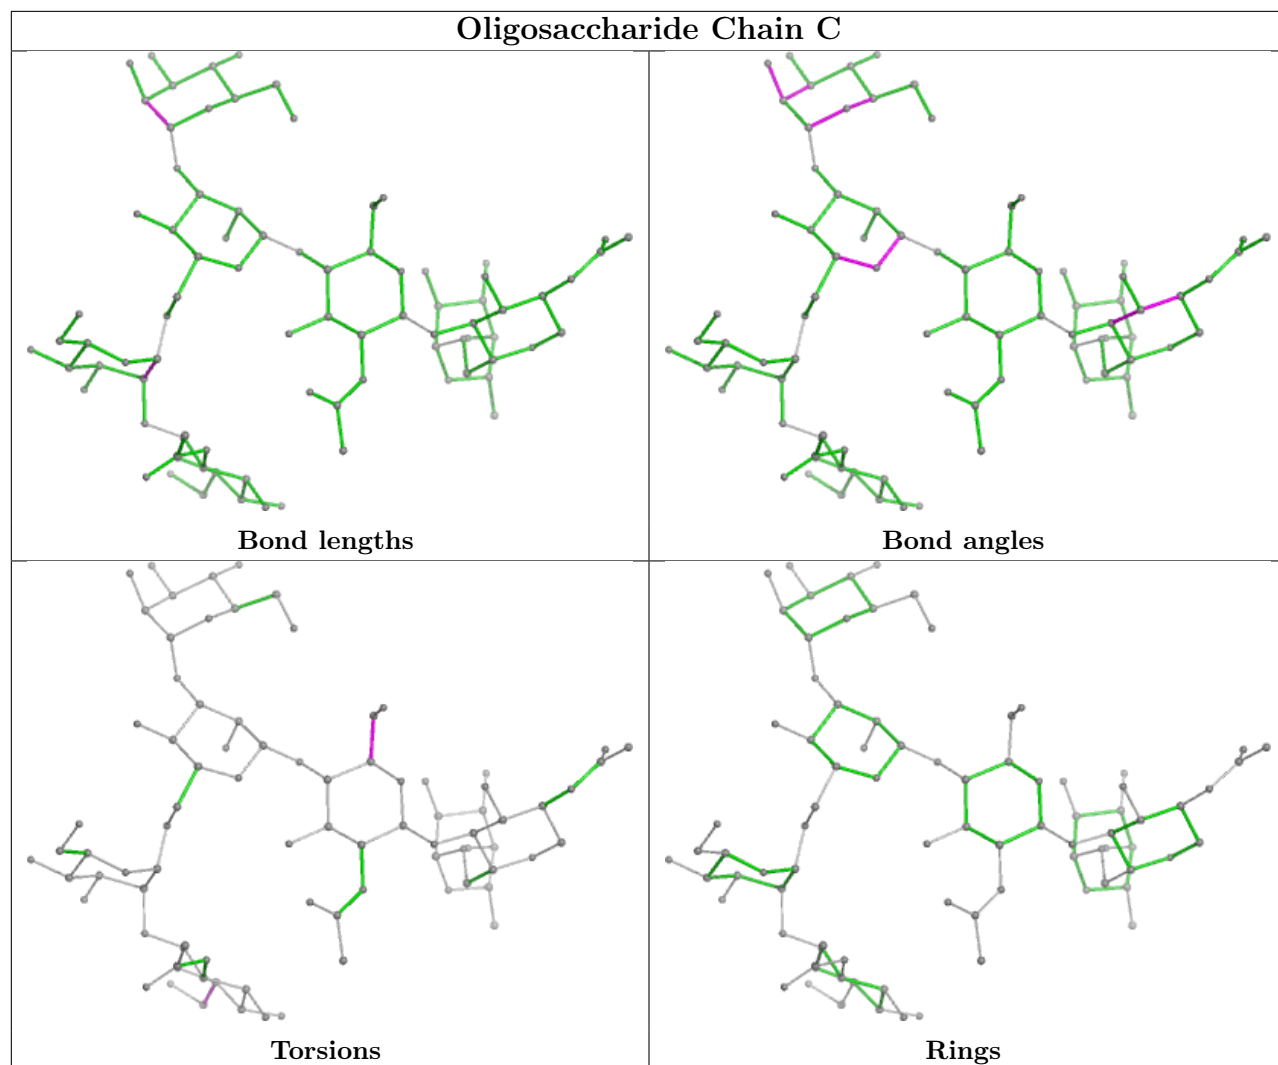 Oligosaccharide Chain C
Bond lengths
Bond angles
Torsions
Rings